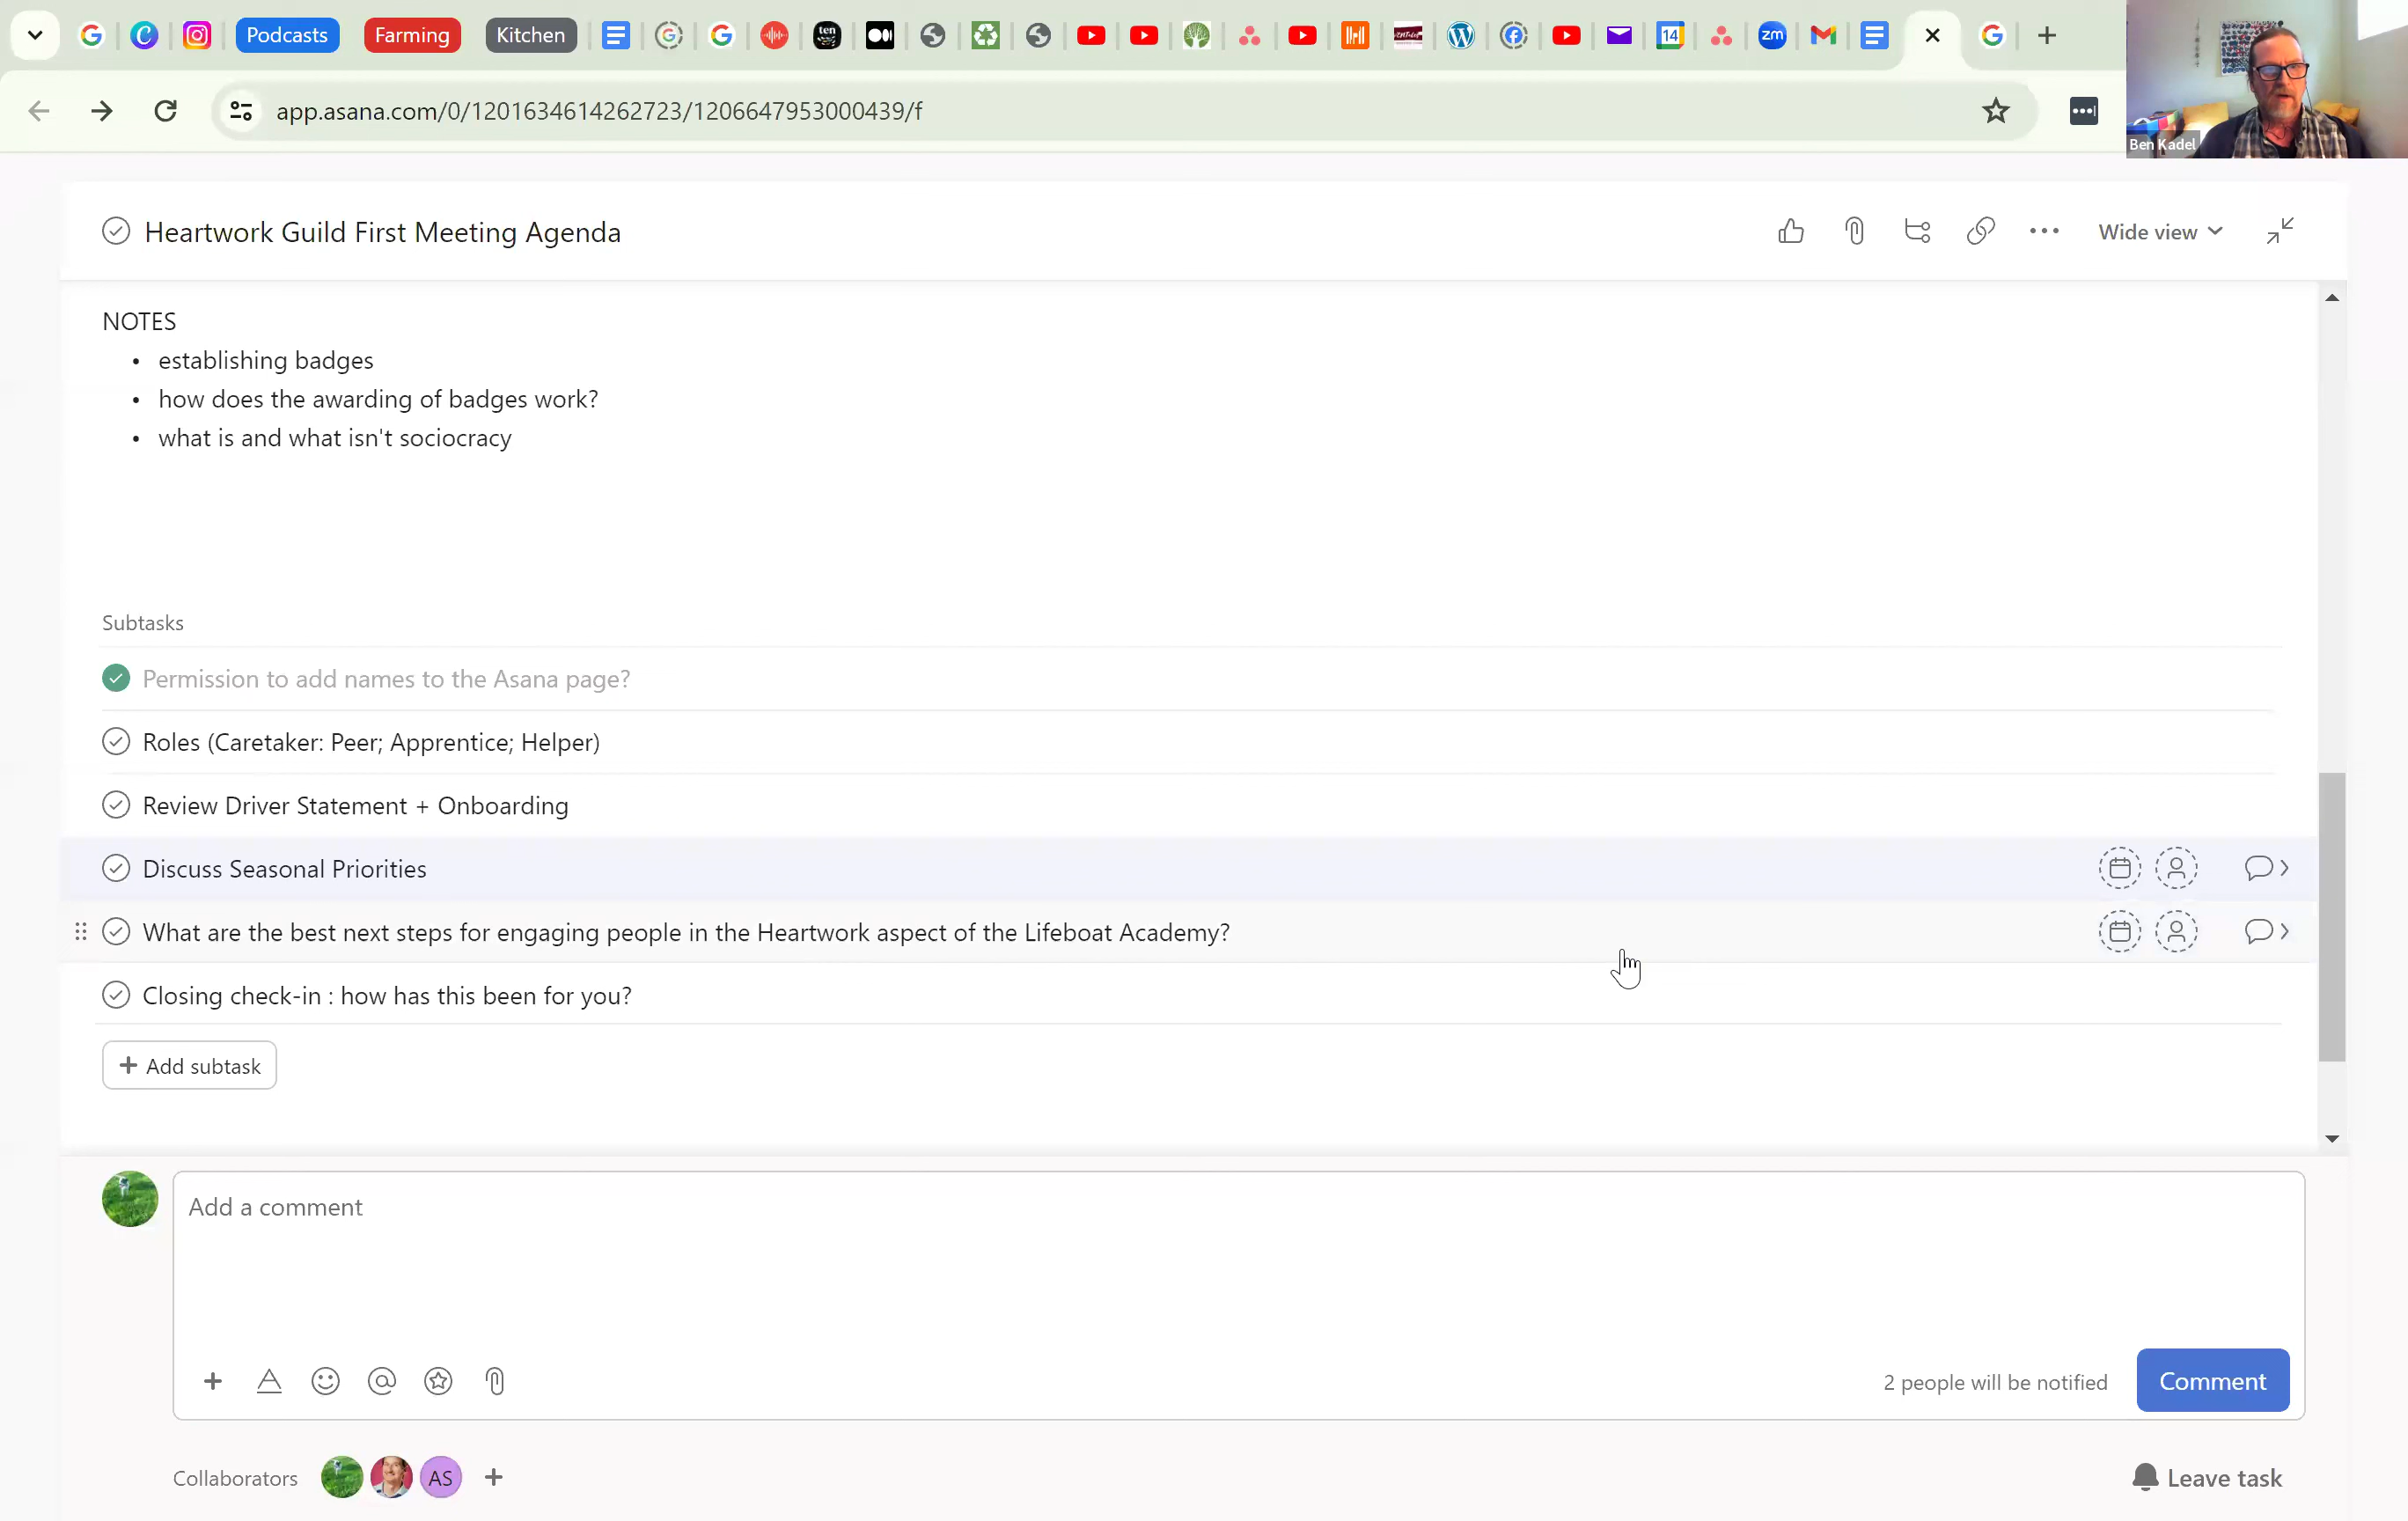 Podcasts
Farming
Kitchen
ten
14
zm
app.asana.com/0/1201634614262723/1206647953000439/f
Ben Kadel
Heartwork Guild First Meeting Agenda
Wide view
NOTES
• establishing badges
• how does the awarding of badges work?
• what is and what isn't sociocracy
Subtasks
Permission to add names to the Asana page?
Roles (Caretaker: Peer; Apprentice; Helper)
Review Driver Statement + Onboarding
Discuss Seasonal Priorities
What are the best next steps for engaging people in the Heartwork aspect of the Lifeboat Academy?
Closing check-in : how has this been for you?
+ Add subtask
Add a comment
2 people will be notified
Comment
Collaborators
AS
Leave task